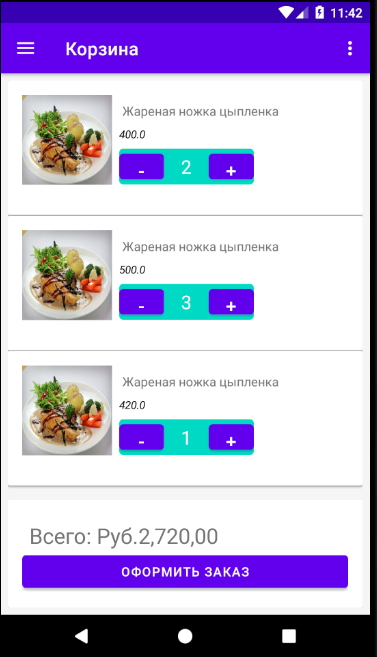 11:42
Корзина
Жареная ножка цыпленка
400.0
- 2 +
Жареная ножка цыпленка
500.0
- 3 +
Жареная ножка цыпленка
420.0
- 1 +
Всего: Руб.2,720,00
ОФОРМИТЬ ЗАКАЗ